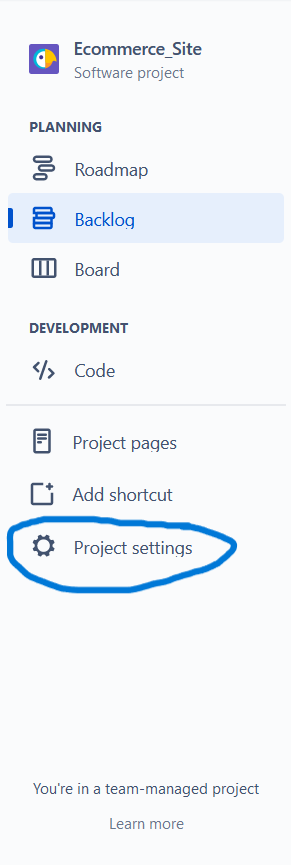 Ecommerce_Site
Software project
PLANNING
Roadmap
Backlog
Board
DEVELOPMENT
Code
Project pages
Add shortcut
Project settings
You're in a team-managed project
Learn more